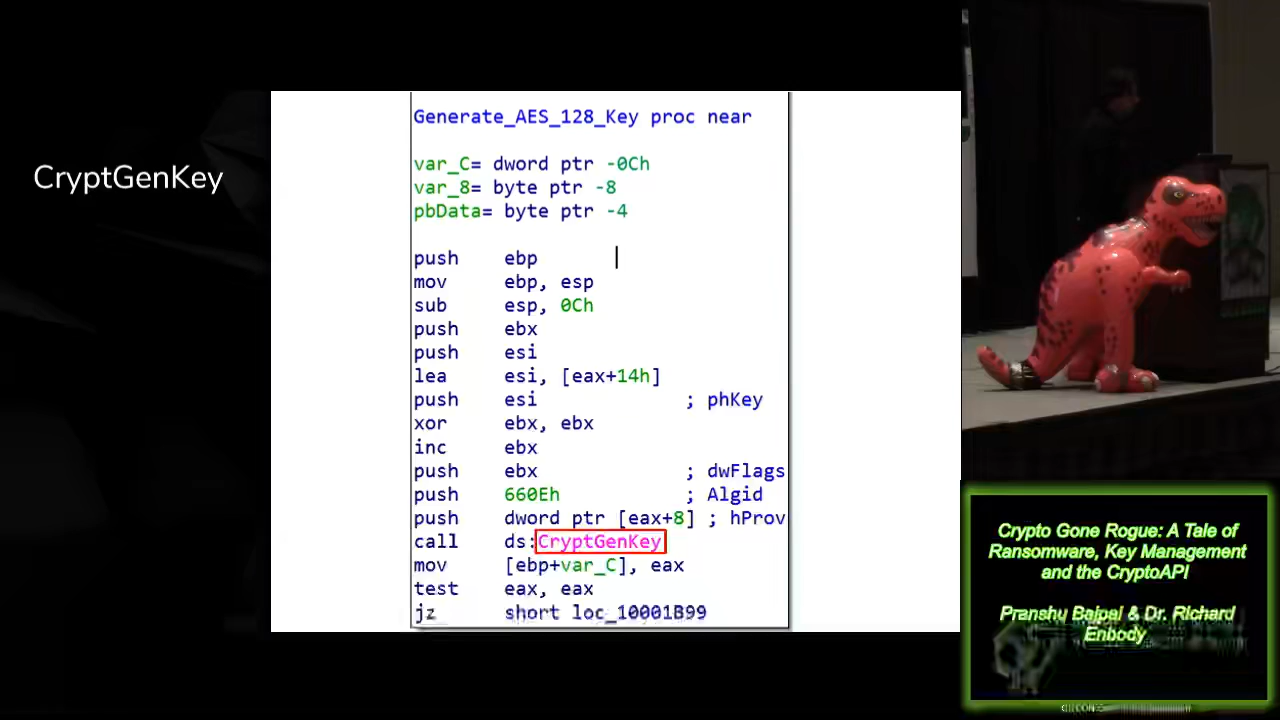 CryptGenKey
Generate_AES_128_Key proc near
var_C= dword ptr -0Ch
var_8= byte ptr -8
pbData= byte ptr -4
push ebp
mov ebp, esp
sub esp, 0Ch
push ebx
push esi
lea esi, [eax+14h]
push esi ; phKey
xor ebx, ebx
inc ebx
push ebx ; dwFlags
push 660Eh ; Algid
push dword ptr [eax+8] ; hProv
call ds:CryptGenKey
mov [ebp+var_C], eax
test eax, eax
jz short loc_10001B99
Crypto Gone Rogue: A Tale of
Ransomware, Key Management
and the CryptoAPI
Pranshu Bajpai & Dr. Richard
Enbody